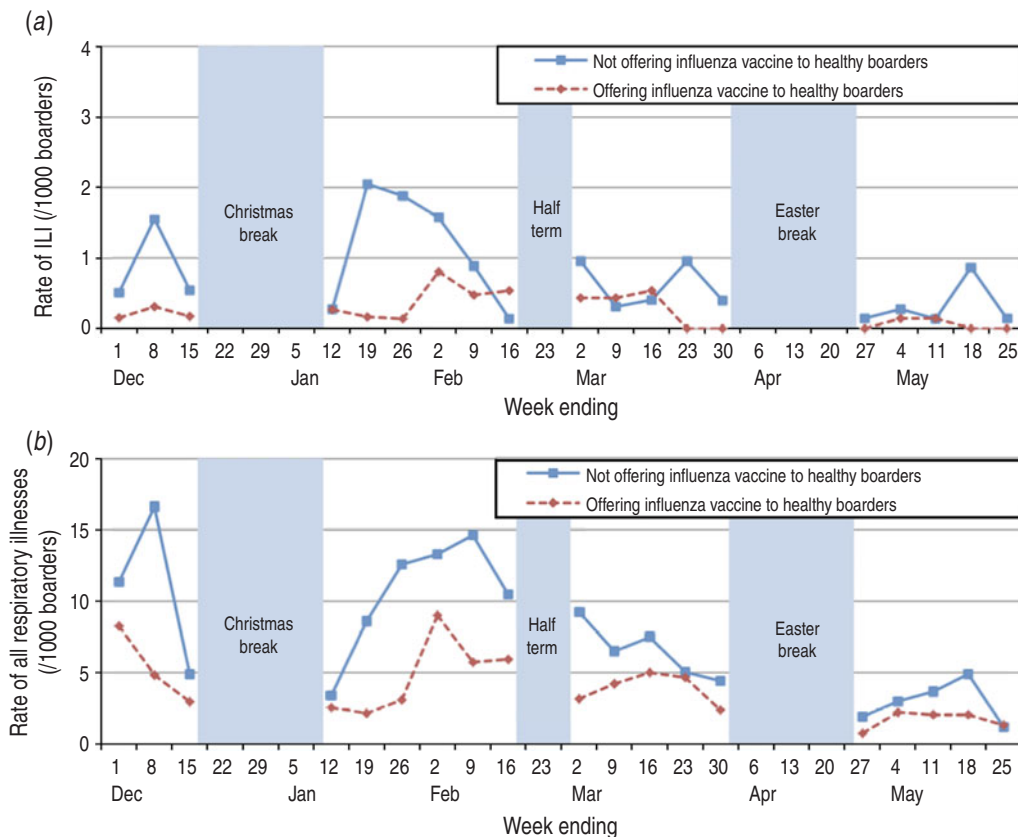 (a)
Rate of ILI (/1000 boarders)
4
3
2
1
0
Not offering influenza vaccine to healthy boarders
Offering influenza vaccine to healthy boarders
Christmas
break
Half
term
Easter
break
1 8 15 22 29 5 12 19 26 2 9 16 23 2 9 16 23 30 6 13 20 27 4 11 18 25
Dec Jan Feb Mar Apr May
Week ending
(b)
Rate of all respiratory illnesses
(/1000 boarders)
20
15
10
5
0
Not offering influenza vaccine to healthy boarders
Offering influenza vaccine to healthy boarders
Christmas
break
Half
term
Easter
break
1 8 15 22 29 5 12 19 26 2 9 16 23 2 9 16 23 30 6 13 20 27 4 11 18 25
Dec Jan Feb Mar Apr May
Week ending